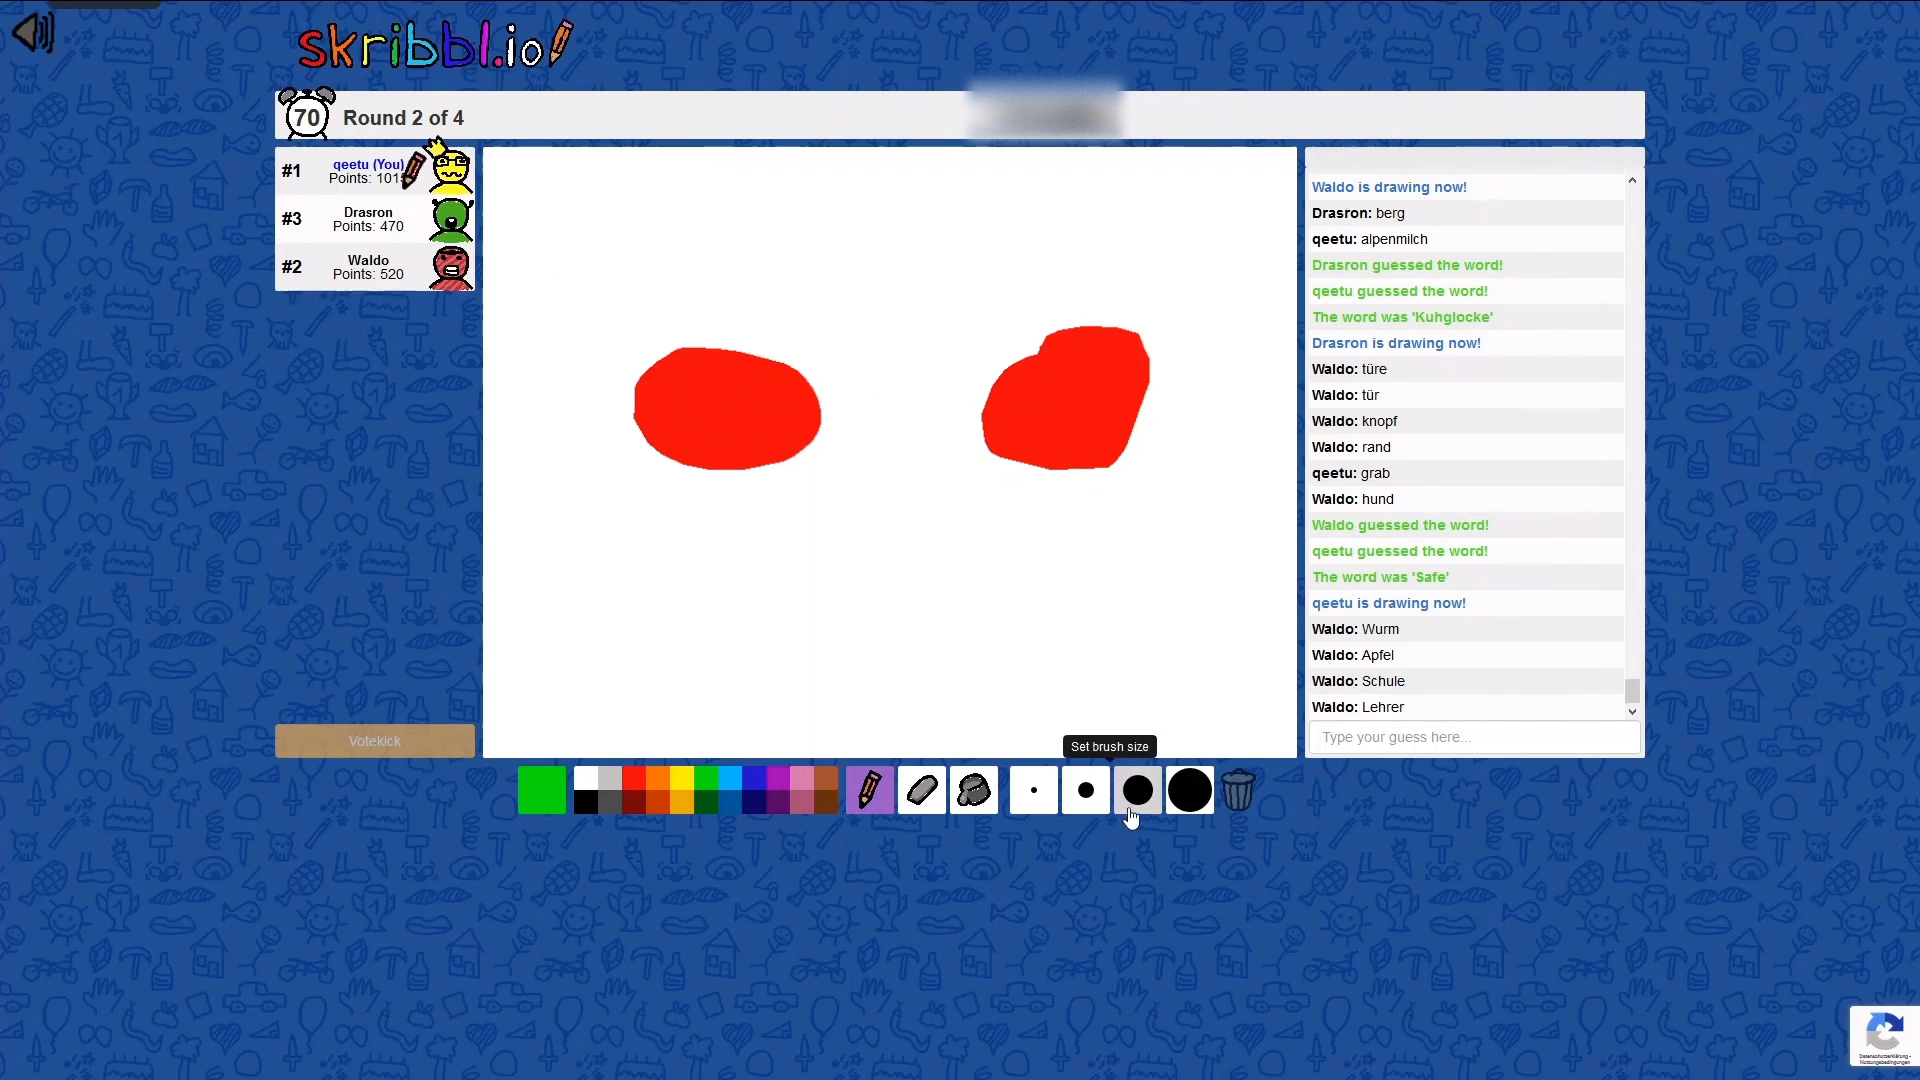 skribbl.io
70
Round 2 of 4
#1
qeetu (You)
Points: 1015
#3
Drasron
Points: 470
#2
Waldo
Points: 520
Votekick
Waldo is drawing now!
Drasron: berg
qeetu: alpenmilch
Drasron guessed the word!
qeetu guessed the word!
The word was 'Kuhglocke'
Drasron is drawing now!
Waldo: türe
Waldo: tür
Waldo: knopf
Waldo: rand
qeetu: grab
Waldo: hund
Waldo guessed the word!
qeetu guessed the word!
The word was 'Safe'
qeetu is drawing now!
Waldo: Wurm
Waldo: Apfel
Waldo: Schule
Waldo: Lehrer
Type your guess here...
Set brush size
Datenschutzerklärung -
Nutzungsbedingungen